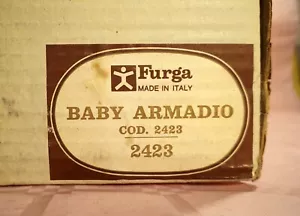 Furga
MADE IN ITALY
BABY ARMADIO
COD. 2423
2423